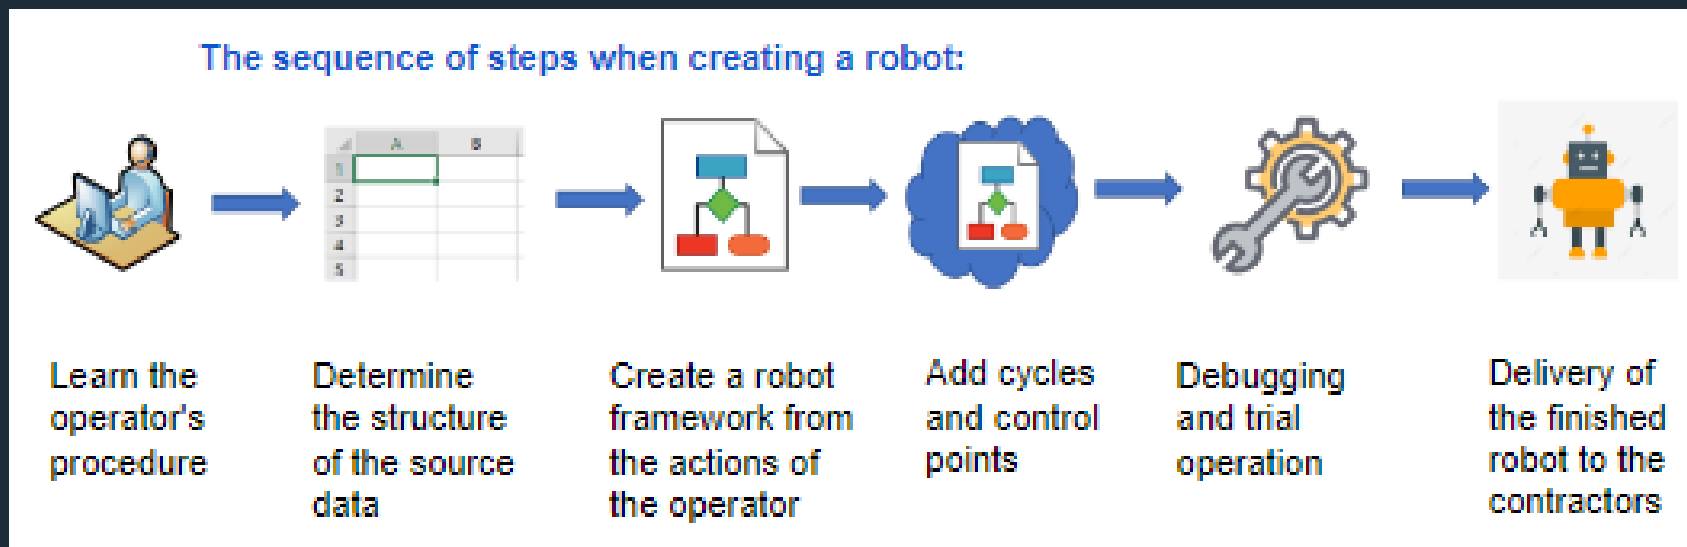 The sequence of steps when creating a robot:
A B
1
2
3
4
5
Learn the
operator's
procedure
Determine
the structure
of the source
data
Create a robot
framework from
the actions of
the operator
Add cycles
and control
points
Debugging
and trial
operation
Delivery of
the finished
robot to the
contractors